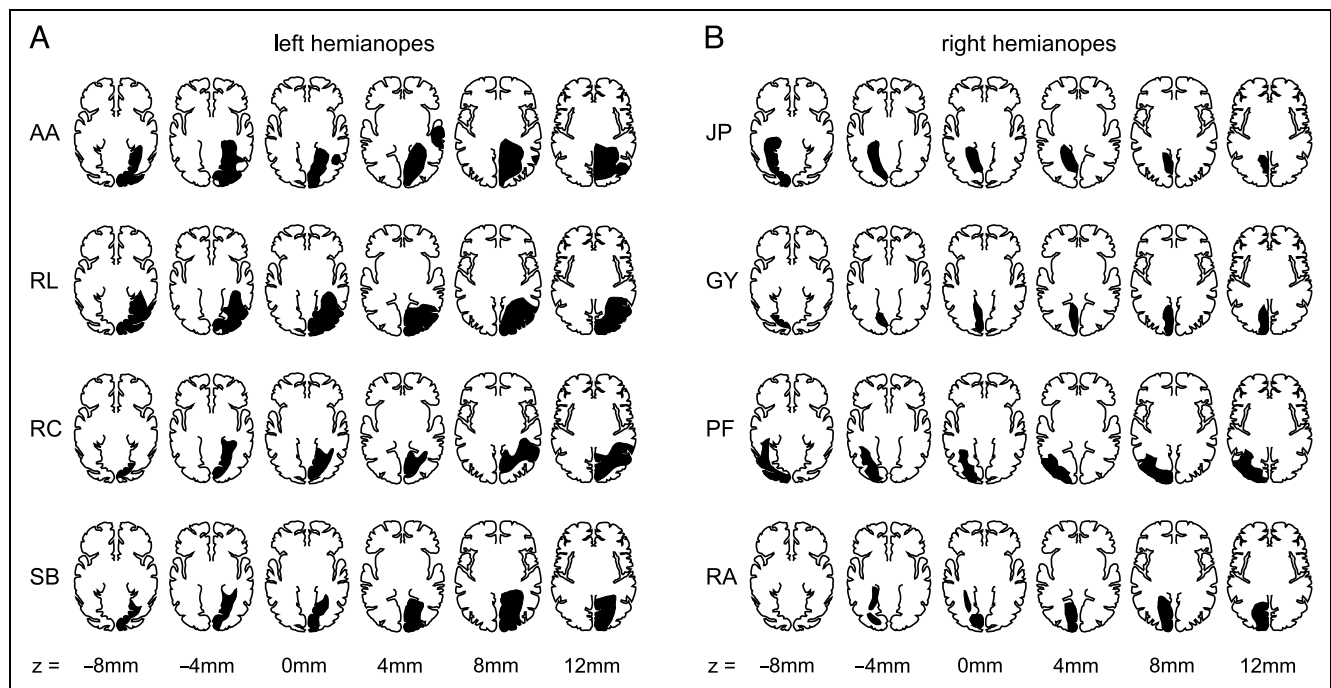 A left hemianopes
AA
RL
RC
SB
z = –8mm –4mm 0mm 4mm 8mm 12mm
B right hemianopes
JP
GY
PF
RA
z = –8mm –4mm 0mm 4mm 8mm 12mm